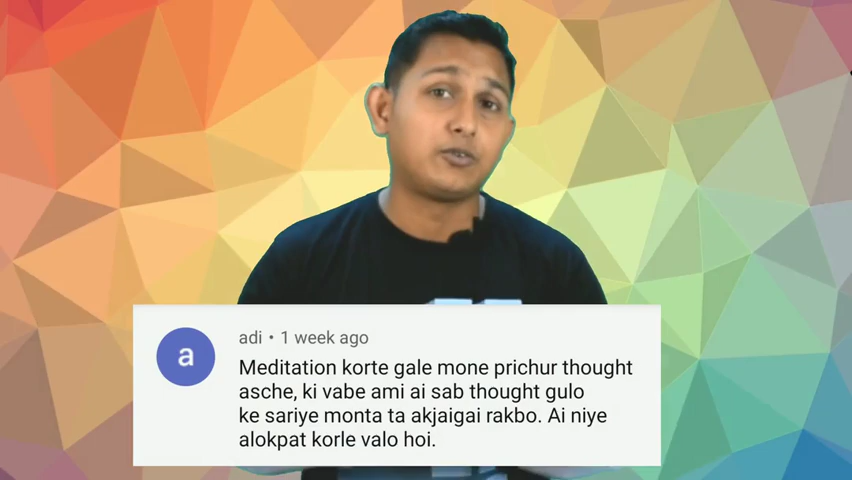 a
adi • 1 week ago
Meditation korte gale mone prichur thought
asche, ki vabe ami ai sab thought gulo
ke sariye monta ta akjaigai rakbo. Ai niye
alokpat korle valo hoi.